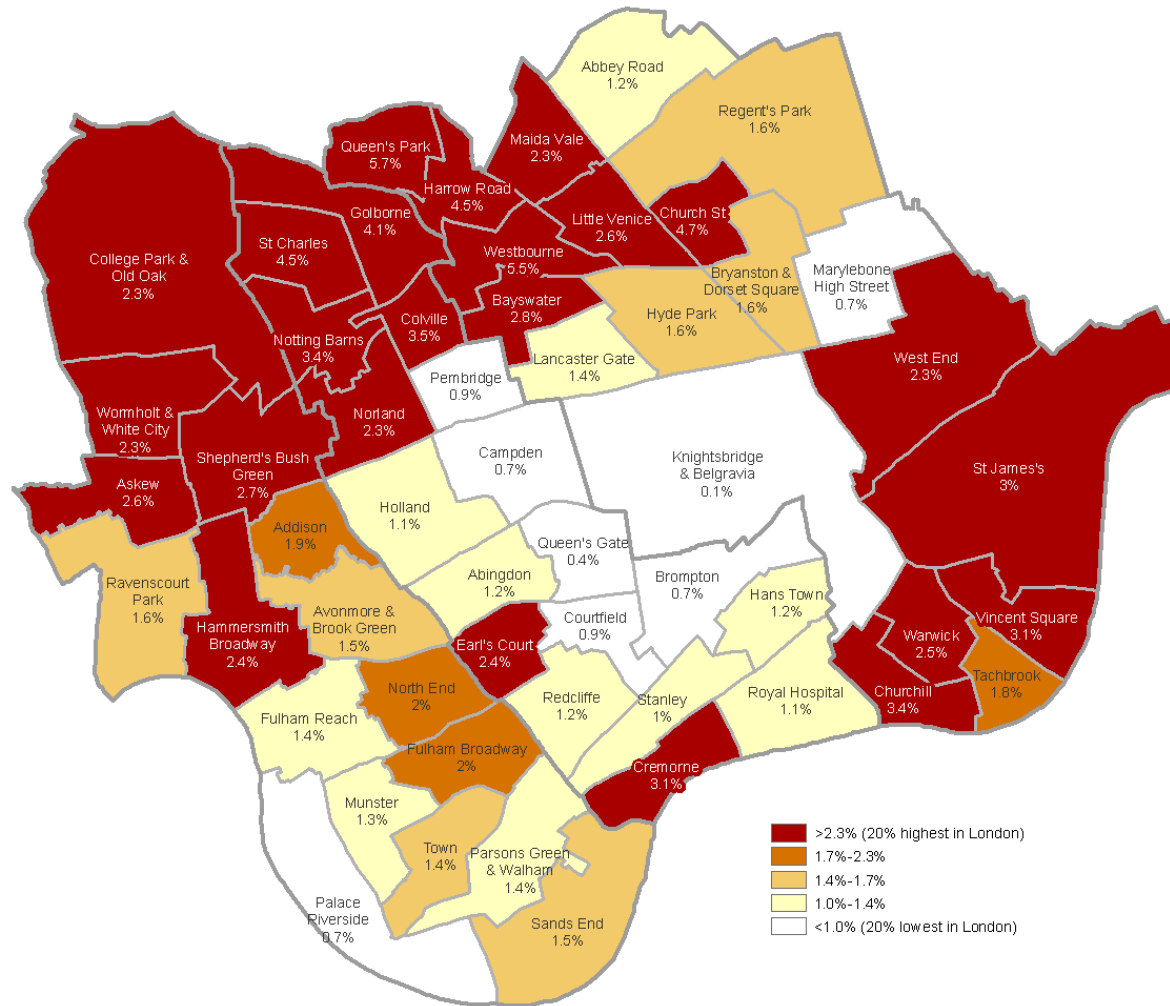 Abbey Road
1.2%
Regent's Park
1.6%
Maida Vale
2.3%
Queen's Park
5.7%
Harrow Road
4.5%
Golborne
4.1%
Little Venice
2.6%
Church St
4.7%
St Charles
4.5%
Westbourne
5.5%
College Park &
Old Oak
2.3%
Bryanston &
Dorset Square
1.6%
Marylebone
High Street
0.7%
Bayswater
2.8%
Hyde Park
1.6%
Colville
3.5%
Notting Barns
3.4%
Lancaster Gate
1.4%
West End
2.3%
Pembridge
0.9%
Norland
2.3%
Wormholt &
White City
2.3%
Shepherd's Bush
Green
2.7%
Campden
0.7%
Knightsbridge
& Belgravia
0.1%
St James's
3%
Askew
2.6%
Holland
1.1%
Addison
1.9%
Queen's Gate
0.4%
Abingdon
1.2%
Brompton
0.7%
Ravenscourt
Park
1.6%
Avonmore &
Brook Green
1.5%
Hans Town
1.2%
Courtfield
0.9%
Hammersmith
Broadway
2.4%
Earl's Court
2.4%
Vincent Square
3.1%
Warwick
2.5%
Tachbrook
1.8%
North End
2%
Redcliffe
1.2%
Stanley
1%
Royal Hospital
1.1%
Churchill
3.4%
Fulham Reach
1.4%
Fulham Broadway
2%
Cremorne
3.1%
Munster
1.3%
Town
1.4%
Parsons Green
& Walham
1.4%
Palace
Riverside
0.7%
Sands End
1.5%
>2.3% (20% highest in London)
1.7%-2.3%
1.4%-1.7%
1.0%-1.4%
<1.0% (20% lowest in London)